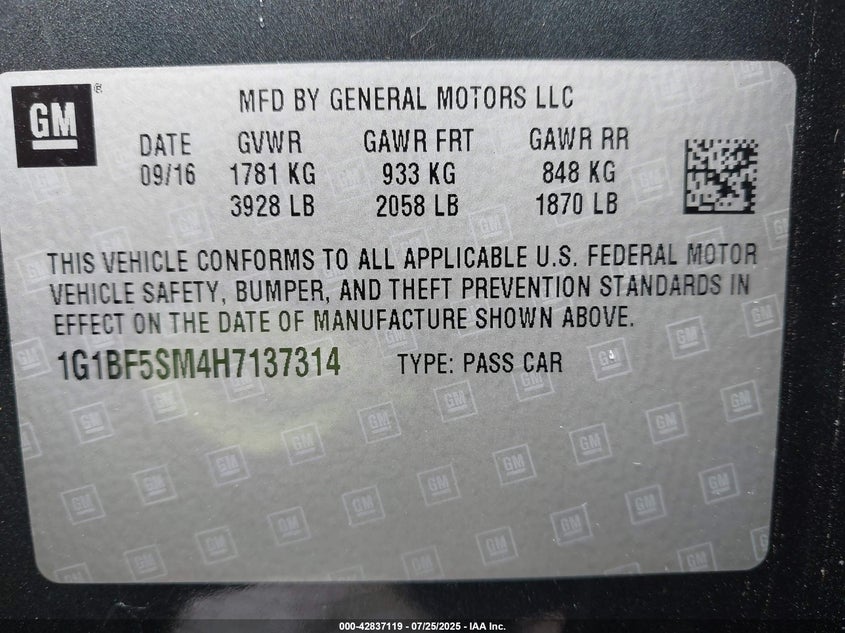 GM ®
MFD BY GENERAL MOTORS LLC
DATE GVWR GAWR FRT GAWR RR
09/16 1781 KG 933 KG 848 KG
3928 LB 2058 LB 1870 LB
THIS VEHICLE CONFORMS TO ALL APPLICABLE U.S. FEDERAL MOTOR
VEHICLE SAFETY, BUMPER, AND THEFT PREVENTION STANDARDS IN
EFFECT ON THE DATE OF MANUFACTURE SHOWN ABOVE.
1G1BF5SM4H7137314 TYPE: PASS CAR
000-42837119 - 07/25/2025 - IAA Inc.